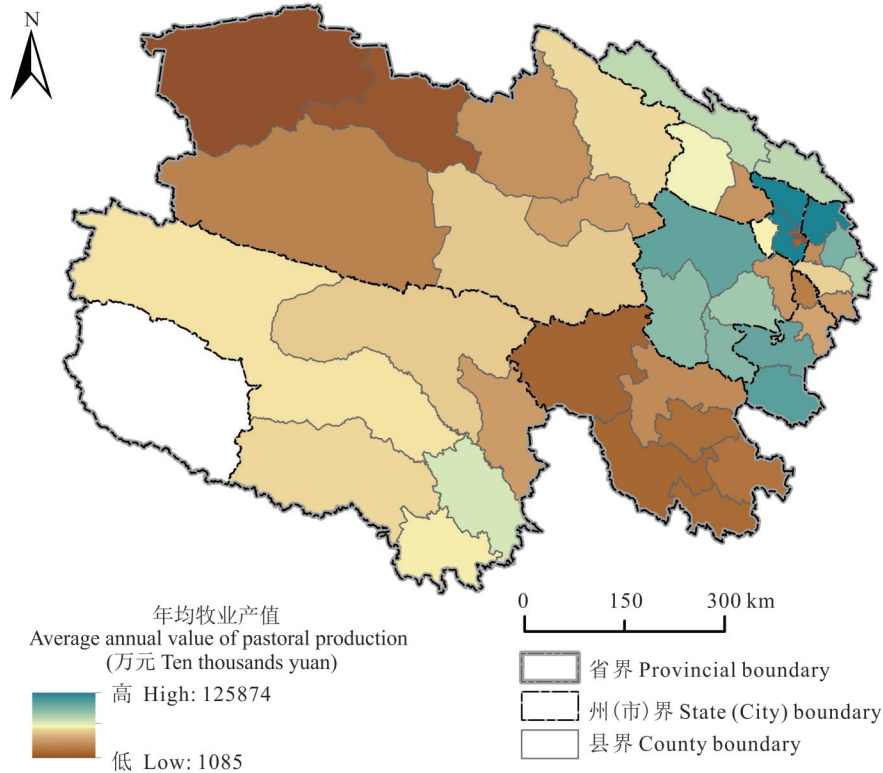 N
年均牧业产值
Average annual value of pastoral production
(万元 Ten thousands yuan)
高 High: 125874
低 Low: 1085
0 150 300 km
省界 Provincial boundary
州(市)界 State (City) boundary
县界 County boundary